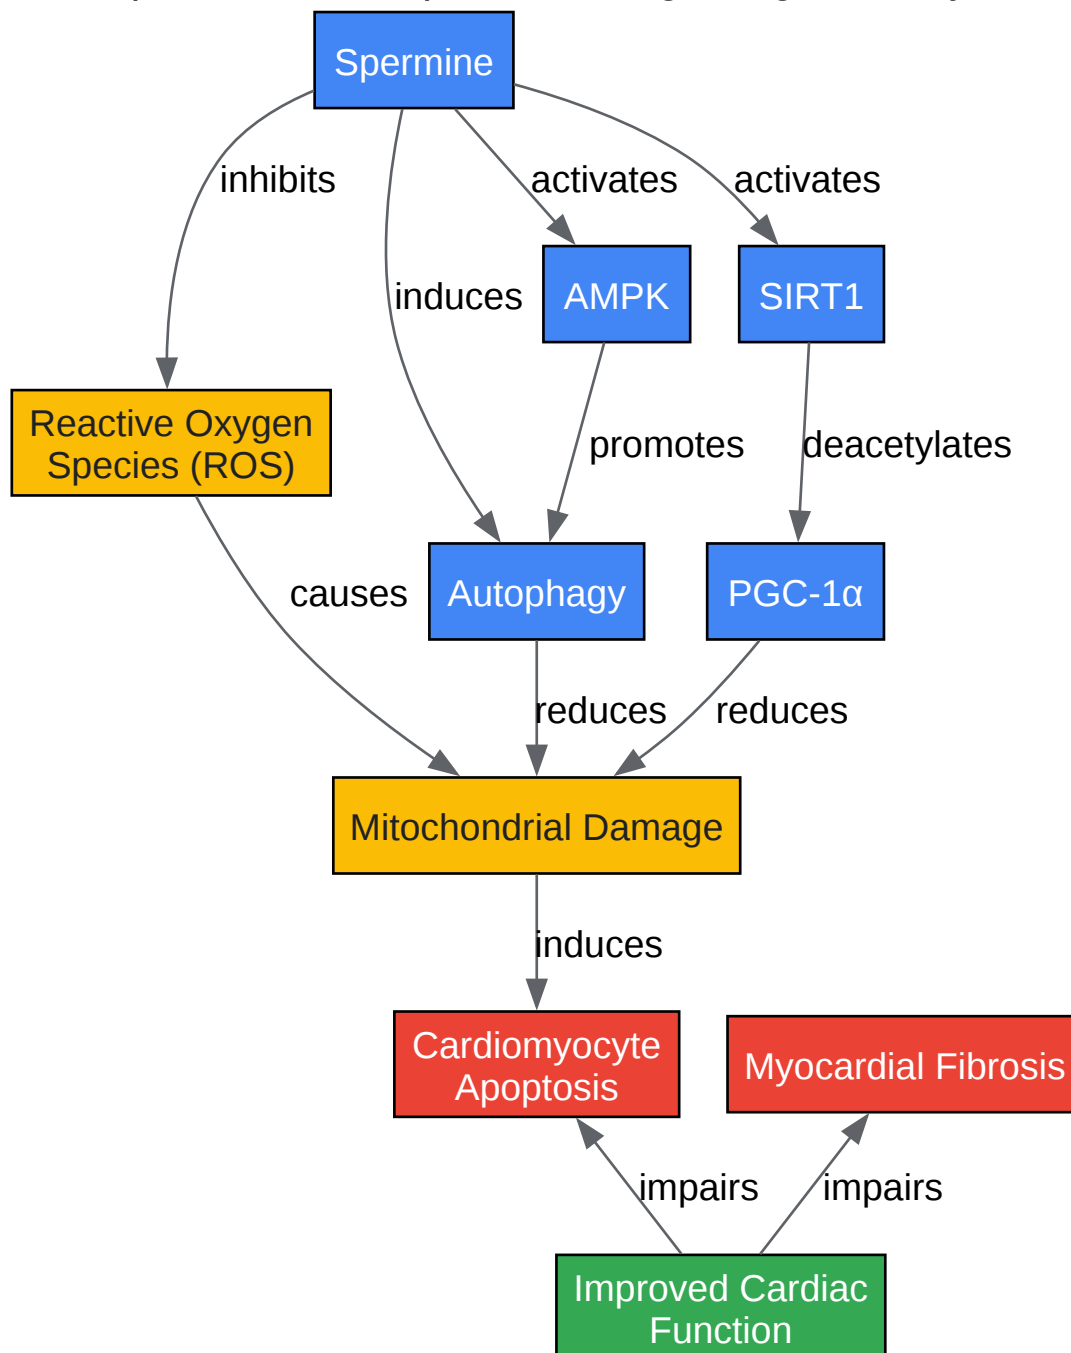 Spermine
inhibits
activates
activates
induces
AMPK
SIRT1
Reactive Oxygen
Species (ROS)
promotes
deacetylates
causes
Autophagy
PGC-1α
reduces
reduces
Mitochondrial Damage
induces
Cardiomyocyte
Apoptosis
Myocardial Fibrosis
impairs
impairs
Improved Cardiac
Function